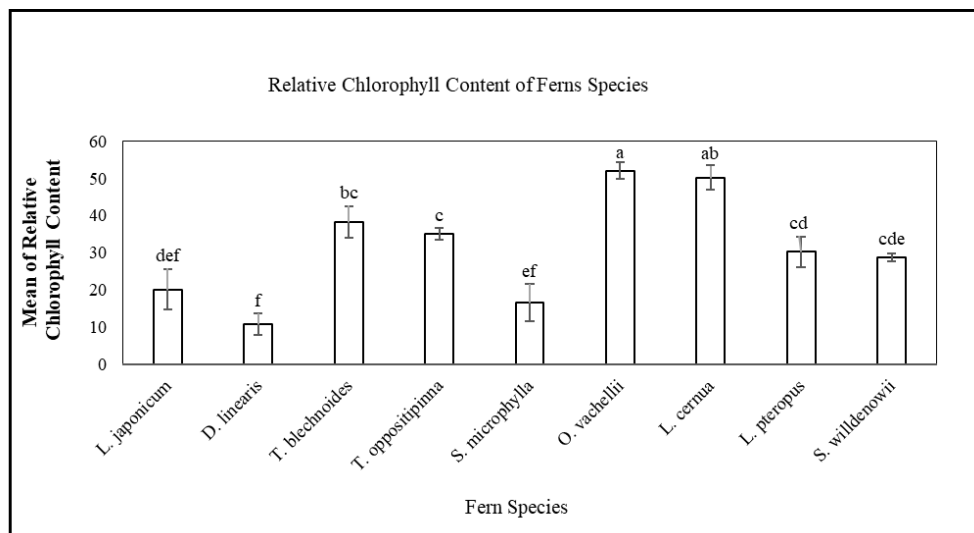 Relative Chlorophyll Content of Ferns Species
Mean of Relative
Chlorophyll Content
60
50
40
30
20
10
0
def
f
bc
c
ef
a
ab
cd
cde
L. japonicum
D. linearis
T. blechnoides
T. oppositipinna
S. microphylla
O. vachellii
L. cernua
L. pteropus
S. willdenowii
Fern Species